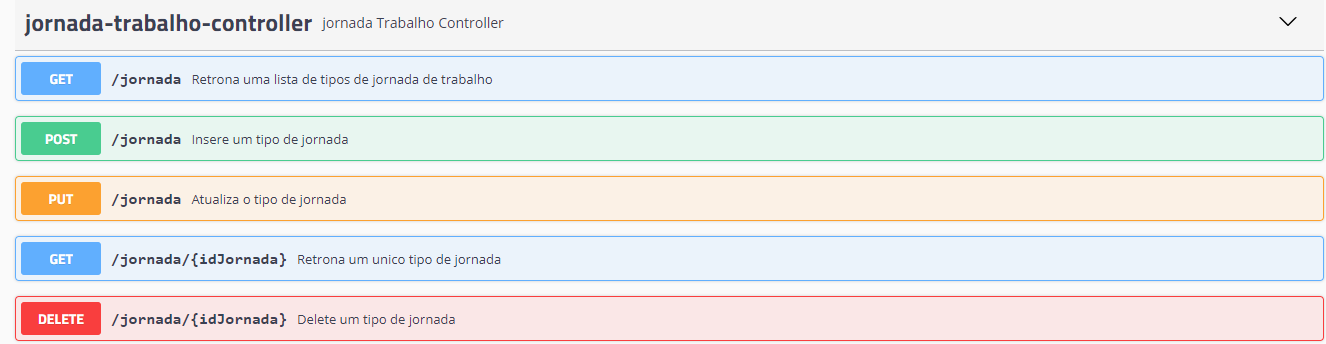 jornada-trabalho-controller jornada Trabalho Controller
GET /jornada Retrona uma lista de tipos de jornada de trabalho
POST /jornada Insere um tipo de jornada
PUT /jornada Atualiza o tipo de jornada
GET /jornada/{idJornada} Retrona um unico tipo de jornada
DELETE /jornada/{idJornada} Delete um tipo de jornada